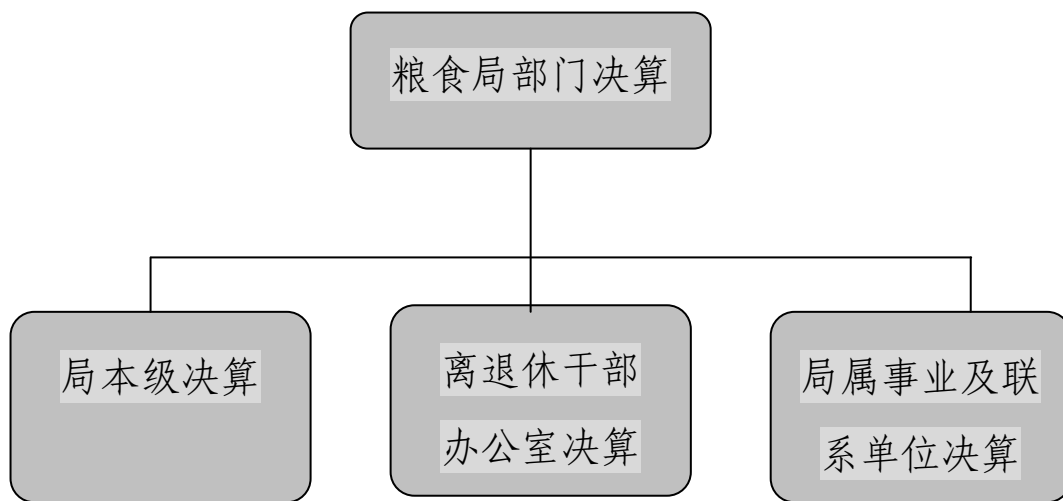 粮食局部门决算
局本级决算
离退休干部
办公室决算
局属事业及联
系单位决算